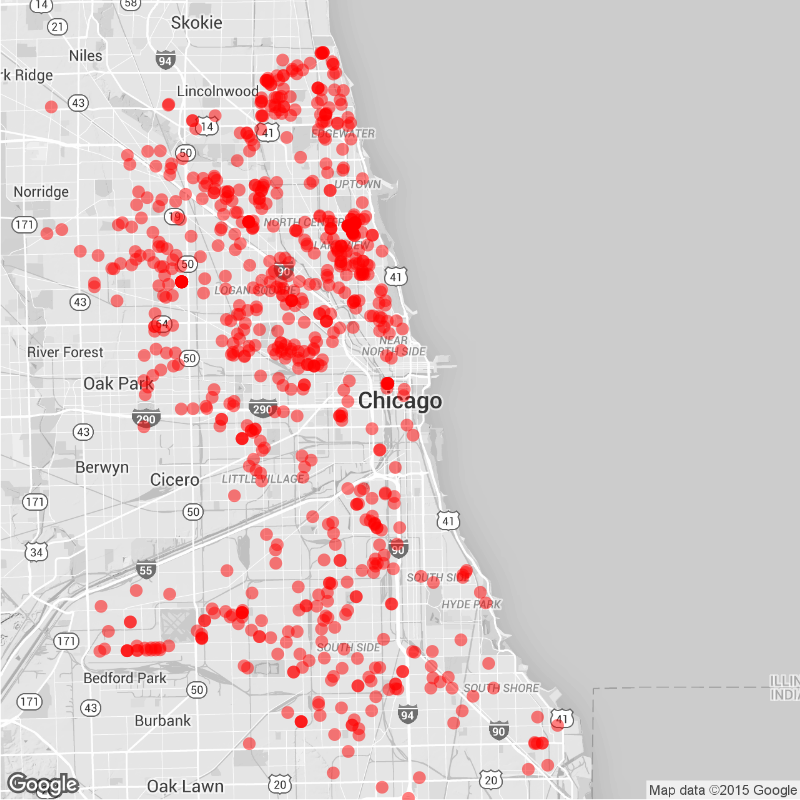 14
58
Skokie
21
Niles
94
rk Ridge
43
Lincolnwood
14
41
EDGEWATER
50
Norridge
UPTOWN
171
19
NORTH CENTER
LAKEVIEW
50
90
41
LOGAN SQUARE
43
64
NEAR
NORTH SIDE
River Forest
50
Oak Park
Chicago
290
290
43
Berwyn
Cicero
LITTLE VILLAGE
171
50
41
34
90
55
SOUTH SIDE
HYDE PARK
171
SOUTH SIDE
Bedford Park
ILLIN
INDIA
50
SOUTH SHORE
171
43
94
41
Burbank
90
Google
Oak Lawn
20
20
Map data ©2015 Google